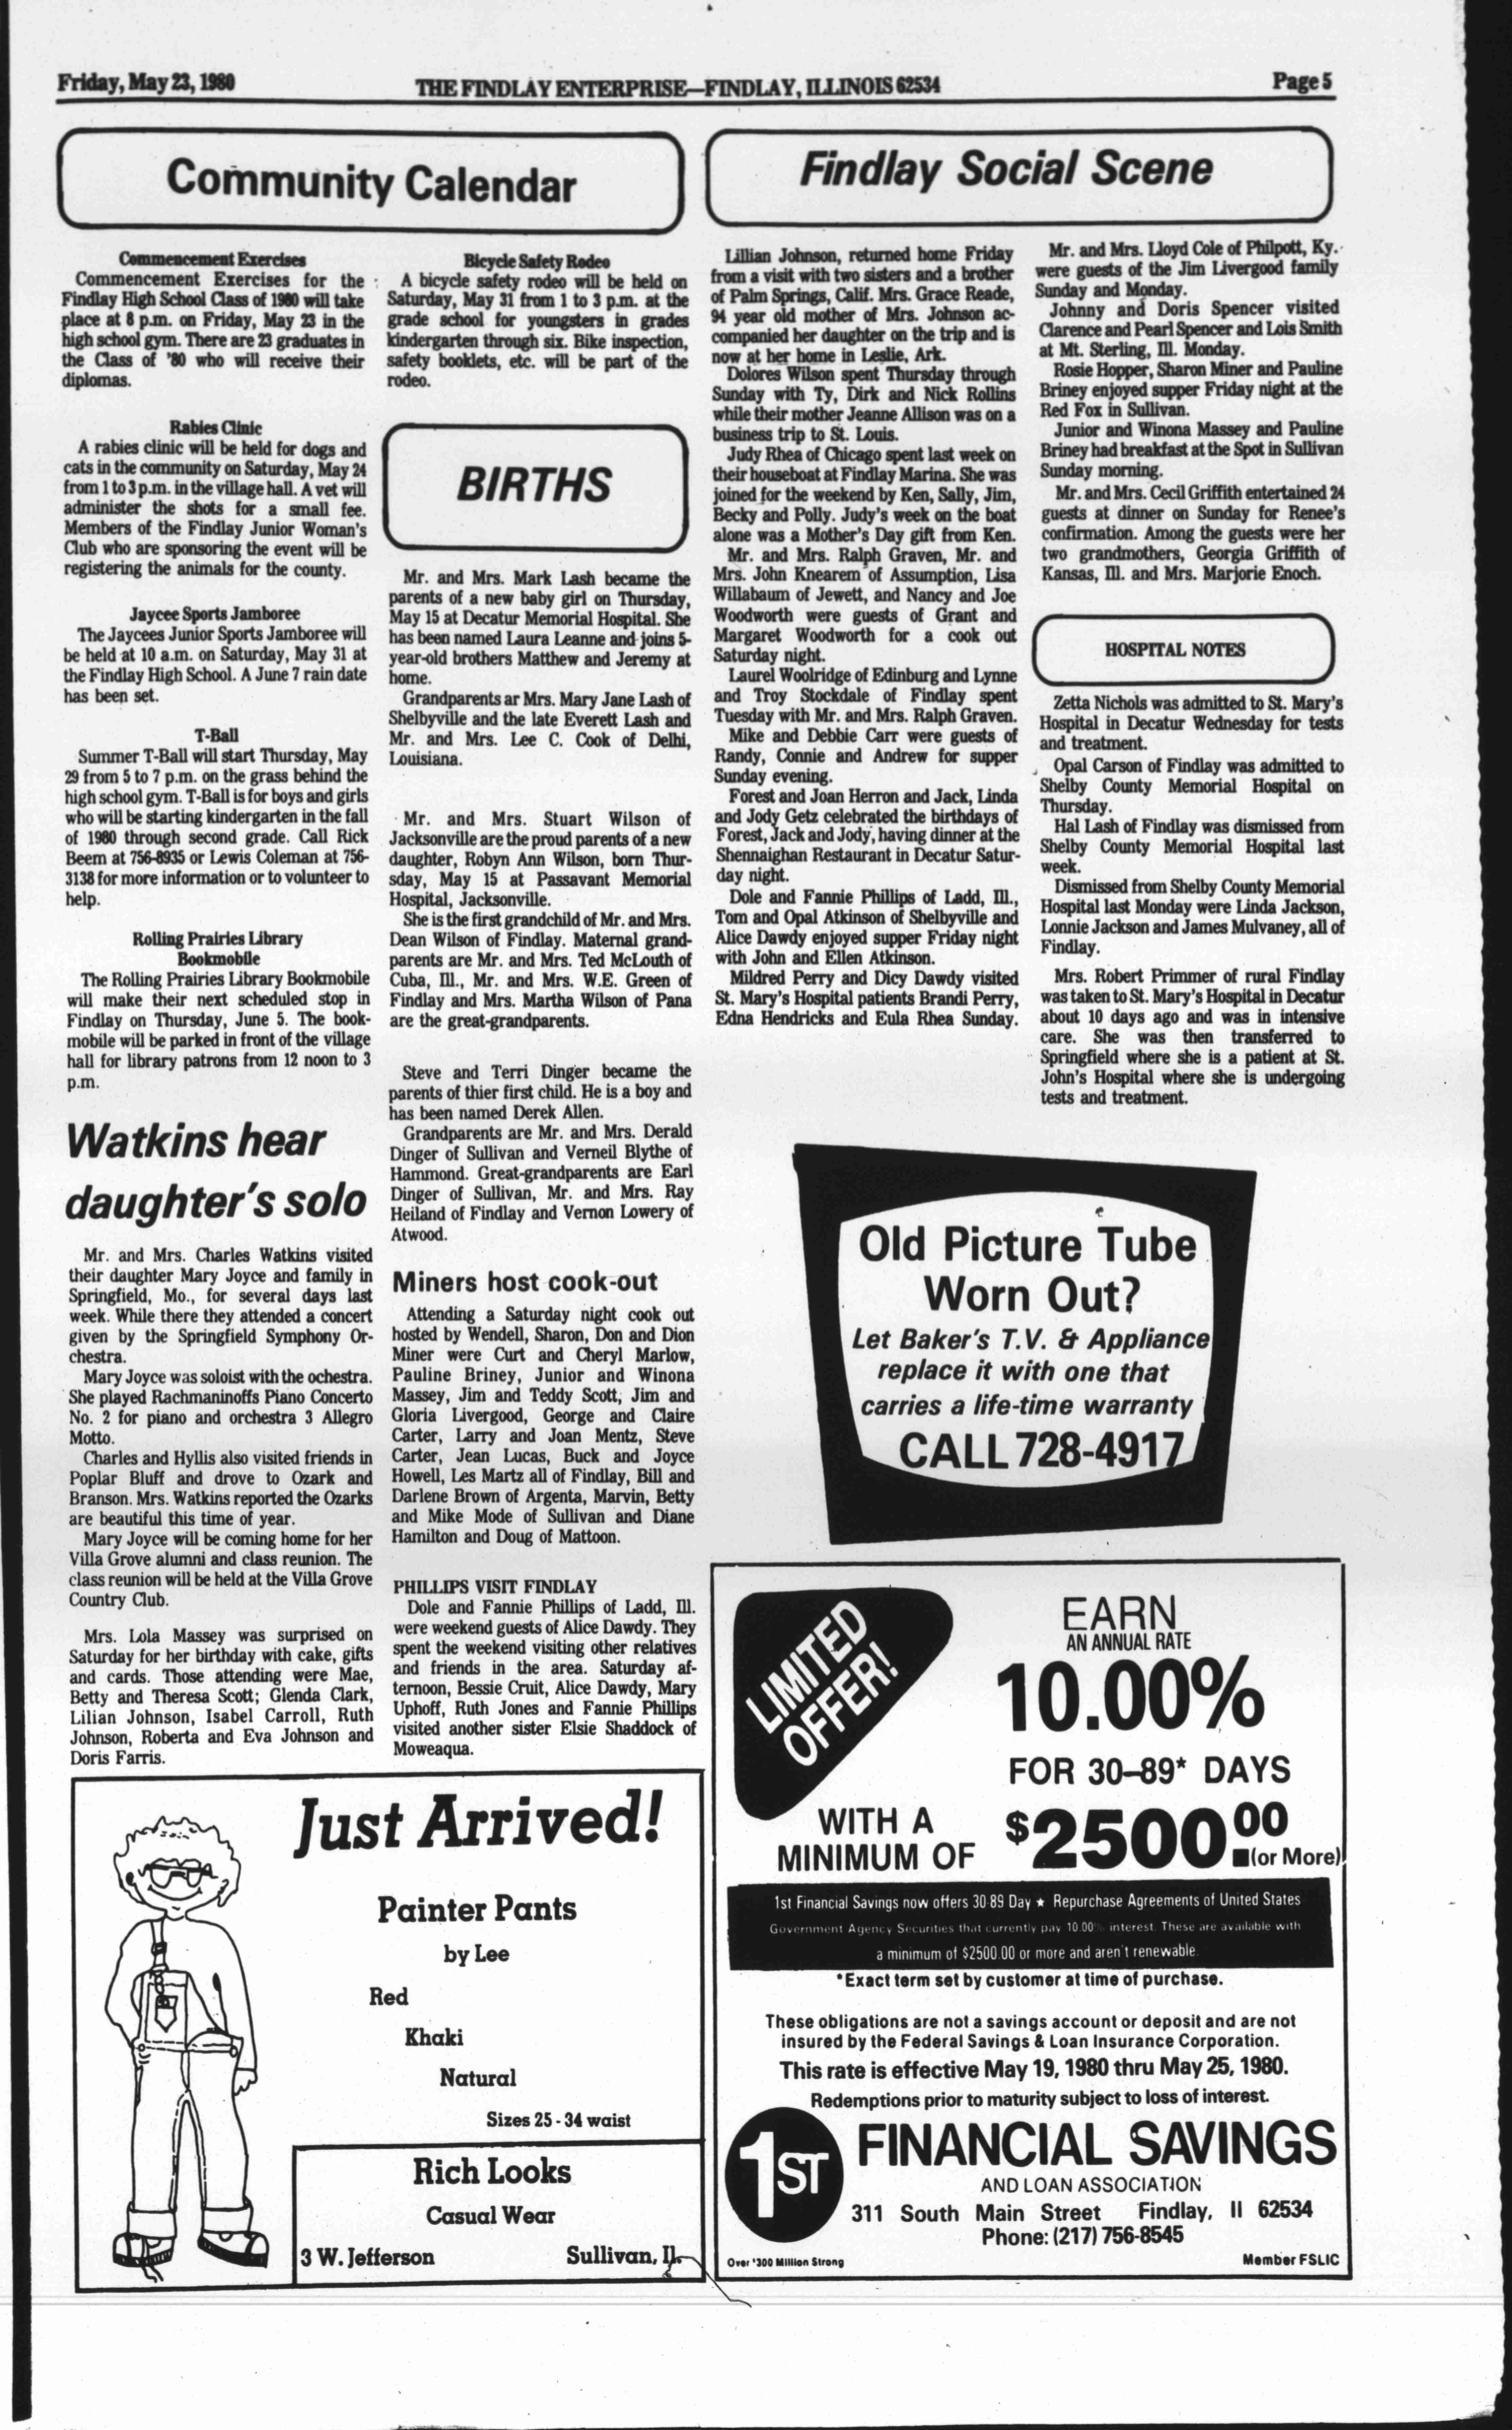 Friday, May 23, 1980
THE FINDLAY ENTERPRISE—FINDLAY, ILLINOIS 62534
Page 5
Community Calendar
Commencement Exercises
Commencement Exercises for the
Findlay High School Class of 1980 will take
place at 8 p.m. on Friday, May 23 in the
high school gym. There are 23 graduates in
the Class of '80 who will receive their
diplomas.
Rabies Clinic
A rabies clinic will be held for dogs and
cats in the community on Saturday, May 24
from 1 to 3 p.m. in the village hall. A vet will
administer the shots for a small fee.
Members of the Findlay Junior Woman's
Club who are sponsoring the event will be
registering the animals for the county.
Jaycee Sports Jamboree
The Jaycees Junior Sports Jamboree will
be held at 10 a.m. on Saturday, May 31 at
the Findlay High School. A June 7 rain date
has been set.
T-Ball
Summer T-Ball will start Thursday, May
29 from 5 to 7 p.m. on the grass behind the
high school gym. T-Ball is for boys and girls
who will be starting kindergarten in the fall
of 1980 through second grade. Call Rick
Beem at 756-8935 or Lewis Coleman at 756-
3138 for more information or to volunteer to
help.
Rolling Prairies Library
Bookmobile
The Rolling Prairies Library Bookmobile
will make their next scheduled stop in
Findlay on Thursday, June 5. The book-
mobile will be parked in front of the village
hall for library patrons from 12 noon to 3
p.m.
Watkins hear
daughter's solo
Mr. and Mrs. Charles Watkins visited
their daughter Mary Joyce and family in
Springfield, Mo., for several days last
week. While there they attended a concert
given by the Springfield Symphony Or-
chestra.
Mary Joyce was soloist with the ochestra.
She played Rachmaninoffs Piano Concerto
No. 2 for piano and orchestra 3 Allegro
Motto.
Charles and Hyllis also visited friends in
Poplar Bluff and drove to Ozark and
Branson. Mrs. Watkins reported the Ozarks
are beautiful this time of year.
Mary Joyce will be coming home for her
Villa Grove alumni and class reunion. The
class reunion will be held at the Villa Grove
Country Club.
Mrs. Lola Massey was surprised on
Saturday for her birthday with cake, gifts
and cards. Those attending were Mae,
Betty and Theresa Scott; Glenda Clark,
Lilian Johnson, Isabel Carroll, Ruth
Johnson, Roberta and Eva Johnson and
Doris Farris.
Bicycle Safety Rodeo
A bicycle safety rodeo will be held on
Saturday, May 31 from 1 to 3 p.m. at the
grade school for youngsters in grades
kindergarten through six. Bike inspection,
safety booklets, etc. will be part of the
rodeo.
BIRTHS
Mr. and Mrs. Mark Lash became the
parents of a new baby girl on Thursday,
May 15 at Decatur Memorial Hospital. She
has been named Laura Leanne and joins 5-
year-old brothers Matthew and Jeremy at
home.
Grandparents ar Mrs. Mary Jane Lash of
Shelbyville and the late Everett Lash and
Mr. and Mrs. Lee C. Cook of Delhi,
Louisiana.
Mr. and Mrs. Stuart Wilson of
Jacksonville are the proud parents of a new
daughter, Robyn Ann Wilson, born Thur-
sday, May 15 at Passavant Memorial
Hospital, Jacksonville.
She is the first grandchild of Mr. and Mrs.
Dean Wilson of Findlay. Maternal grand-
parents are Mr. and Mrs. Ted McLouth of
Cuba, Ill., Mr. and Mrs. W.E. Green of
Findlay and Mrs. Martha Wilson of Pana
are the great-grandparents.
Steve and Terri Dinger became the
parents of thier first child. He is a boy and
has been named Derek Allen.
Grandparents are Mr. and Mrs. Derald
Dinger of Sullivan and Verneil Blythe of
Hammond. Great-grandparents are Earl
Dinger of Sullivan, Mr. and Mrs. Ray
Heiland of Findlay and Vernon Lowery of
Atwood.
Miners host cook-out
Attending a Saturday night cook out
hosted by Wendell, Sharon, Don and Dion
Miner were Curt and Cheryl Marlow,
Pauline Briney, Junior and Winona
Massey, Jim and Teddy Scott, Jim and
Gloria Livergood, George and Claire
Carter, Larry and Joan Mentz, Steve
Carter, Jean Lucas, Buck and Joyce
Howell, Les Martz all of Findlay, Bill and
Darlene Brown of Argenta, Marvin, Betty
and Mike Mode of Sullivan and Diane
Hamilton and Doug of Mattoon.
PHILLIPS VISIT FINDLAY
Dole and Fannie Phillips of Ladd, Ill.
were weekend guests of Alice Dawdy. They
spent the weekend visiting other relatives
and friends in the area. Saturday af-
ternoon, Bessie Cruit, Alice Dawdy, Mary
Uphoff, Ruth Jones and Fannie Phillips
visited another sister Elsie Shaddock of
Moweaqua.
Findlay Social Scene
Lillian Johnson, returned home Friday
from a visit with two sisters and a brother
of Palm Springs, Calif. Mrs. Grace Reade,
94 year old mother of Mrs. Johnson ac-
companied her daughter on the trip and is
now at her home in Leslie, Ark.
Dolores Wilson spent Thursday through
Sunday with Ty, Dirk and Nick Rollins
while their mother Jeanne Allison was on a
business trip to St. Louis.
Judy Rhea of Chicago spent last week on
their houseboat at Findlay Marina. She was
joined for the weekend by Ken, Sally, Jim,
Becky and Polly. Judy's week on the boat
alone was a Mother's Day gift from Ken.
Mr. and Mrs. Ralph Graven, Mr. and
Mrs. John Knearem of Assumption, Lisa
Willabaum of Jewett, and Nancy and Joe
Woodworth were guests of Grant and
Margaret Woodworth for a cook out
Saturday night.
Laurel Woolridge of Edinburg and Lynne
and Troy Stockdale of Findlay spent
Tuesday with Mr. and Mrs. Ralph Graven.
Mike and Debbie Carr were guests of
Randy, Connie and Andrew for supper
Sunday evening.
Forest and Joan Herron and Jack, Linda
and Jody Getz celebrated the birthdays of
Forest, Jack and Jody, having dinner at the
Shennaighan Restaurant in Decatur Satur-
day night.
Dole and Fannie Phillips of Ladd, Ill.,
Tom and Opal Atkinson of Shelbyville and
Alice Dawdy enjoyed supper Friday night
with John and Ellen Atkinson.
Mildred Perry and Dicy Dawdy visited
St. Mary's Hospital patients Brandi Perry,
Edna Hendricks and Eula Rhea Sunday.
Mr. and Mrs. Lloyd Cole of Philpott, Ky.
were guests of the Jim Livergood family
Sunday and Monday.
Johnny and Doris Spencer visited
Clarence and Pearl Spencer and Lois Smith
at Mt. Sterling, Ill. Monday.
Rosie Hopper, Sharon Miner and Pauline
Briney enjoyed supper Friday night at the
Red Fox in Sullivan.
Junior and Winona Massey and Pauline
Briney had breakfast at the Spot in Sullivan
Sunday morning.
Mr. and Mrs. Cecil Griffith entertained 24
guests at dinner on Sunday for Renee's
confirmation. Among the guests were her
two grandmothers, Georgia Griffith of
Kansas, Ill. and Mrs. Marjorie Enoch.
HOSPITAL NOTES
Zetta Nichols was admitted to St. Mary's
Hospital in Decatur Wednesday for tests
and treatment.
Opal Carson of Findlay was admitted to
Shelby County Memorial Hospital on
Thursday.
Hal Lash of Findlay was dismissed from
Shelby County Memorial Hospital last
week.
Dismissed from Shelby County Memorial
Hospital last Monday were Linda Jackson,
Lonnie Jackson and James Mulvaney, all of
Findlay.
Mrs. Robert Primmer of rural Findlay
was taken to St. Mary's Hospital in Decatur
about 10 days ago and was in intensive
care. She was then transferred to
Springfield where she is a patient at St.
John's Hospital where she is undergoing
tests and treatment.
Old Picture Tube
Worn Out?
Let Baker's T.V. & Appliance
replace it with one that
carries a life-time warranty
CALL 728-4917
Just Arrived!
Painter Pants
by Lee
Red
Khaki
Natural
Sizes 25 - 34 waist
Rich Looks
Casual Wear
3 W. Jefferson Sullivan, Il.
LIMITED
OFFER!
EARN
AN ANNUAL RATE
10.00%
FOR 30-89* DAYS
WITH A
MINIMUM OF
$2500.00
(or More)
1st Financial Savings now offers 30 89 Day ★ Repurchase Agreements of United States
Government Agency Securities that currently pay 10.00% interest. These are available with
a minimum of $2500.00 or more and aren't renewable.
*Exact term set by customer at time of purchase.
These obligations are not a savings account or deposit and are not
insured by the Federal Savings & Loan Insurance Corporation.
This rate is effective May 19, 1980 thru May 25, 1980.
Redemptions prior to maturity subject to loss of interest.
1ST
FINANCIAL SAVINGS
AND LOAN ASSOCIATION
311 South Main Street Findlay, Il 62534
Phone: (217) 756-8545
Over '300 Million Strong
Member FSLIC